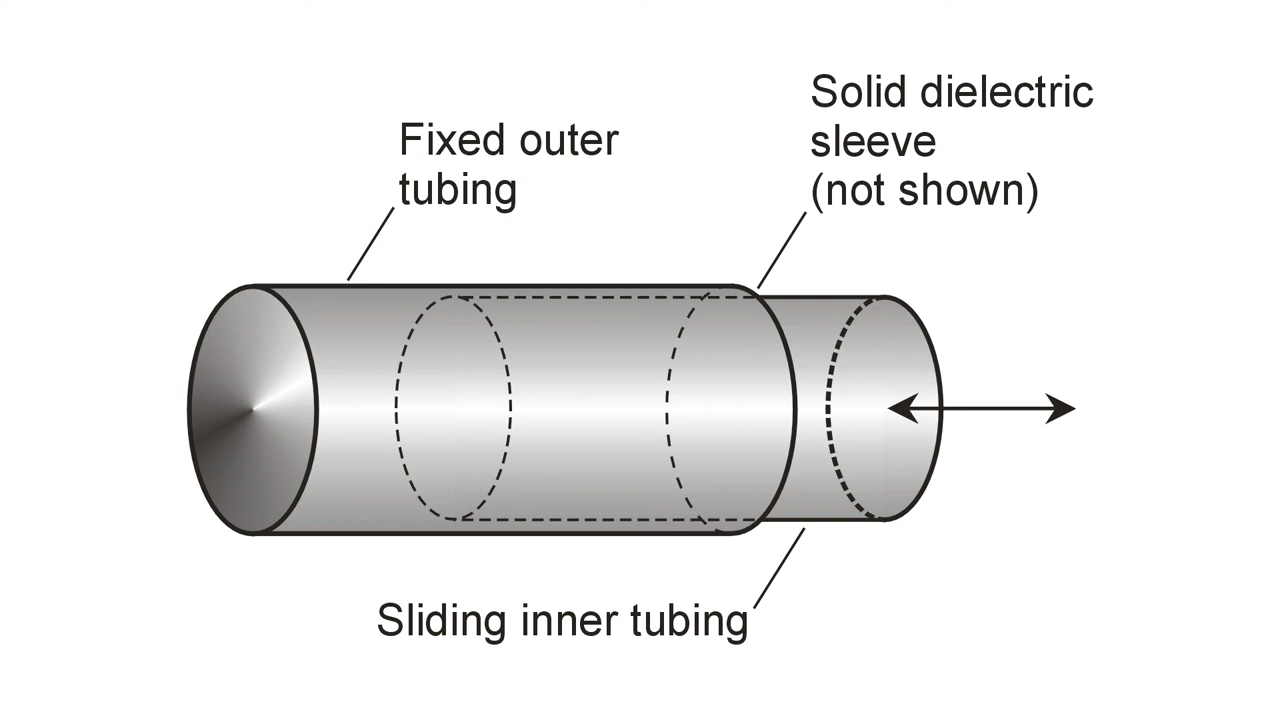 Solid dielectric
sleeve
(not shown)
Fixed outer
tubing
Sliding inner tubing